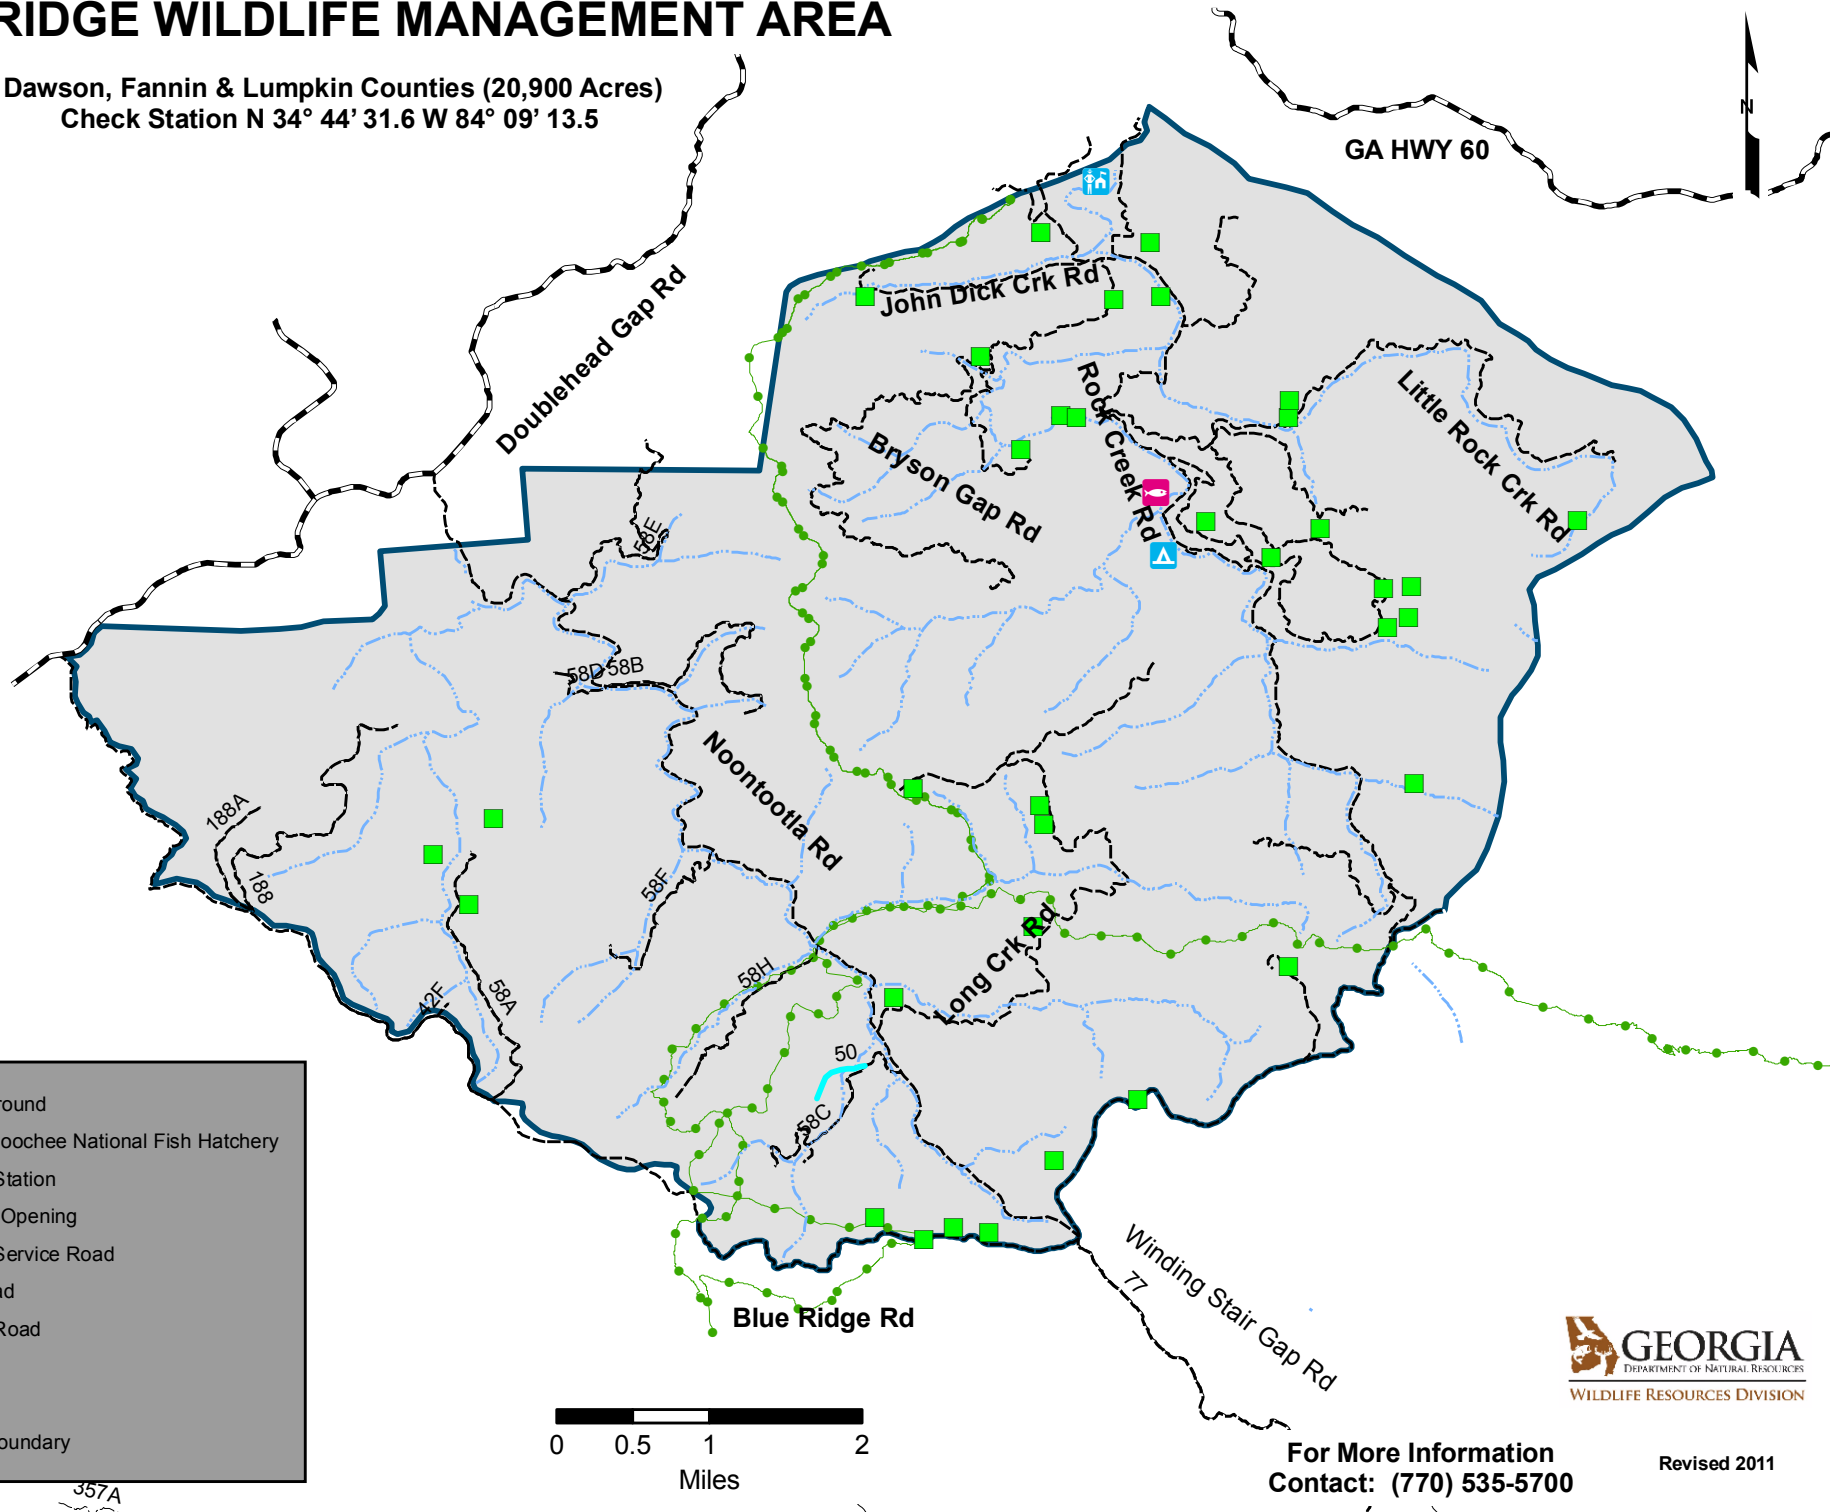 RIDGE WILDLIFE MANAGEMENT AREA
Dawson, Fannin & Lumpkin Counties (20,900 Acres)
Check Station N 34° 44’ 31.6 W 84° 09’ 13.5
N
GA HWY 60
Doublehead Gap Rd
John Dick Crk Rd
Rock Creek Rd
Little Rock Crk Rd
Bryson Gap Rd
58E
58D 58B
Noontootla Rd
188A
188
58F
58H
Long Crk Rd
42F
58A
50
58C
Winding Stair Gap Rd
77
Blue Ridge Rd
round
oochee National Fish Hatchery
Station
Opening
Service Road
ad
Road
oundary
357A
0 0.5 1 2
Miles
GEORGIA
DEPARTMENT OF NATURAL RESOURCES
WILDLIFE RESOURCES DIVISION
For More Information
Contact: (770) 535-5700
Revised 2011